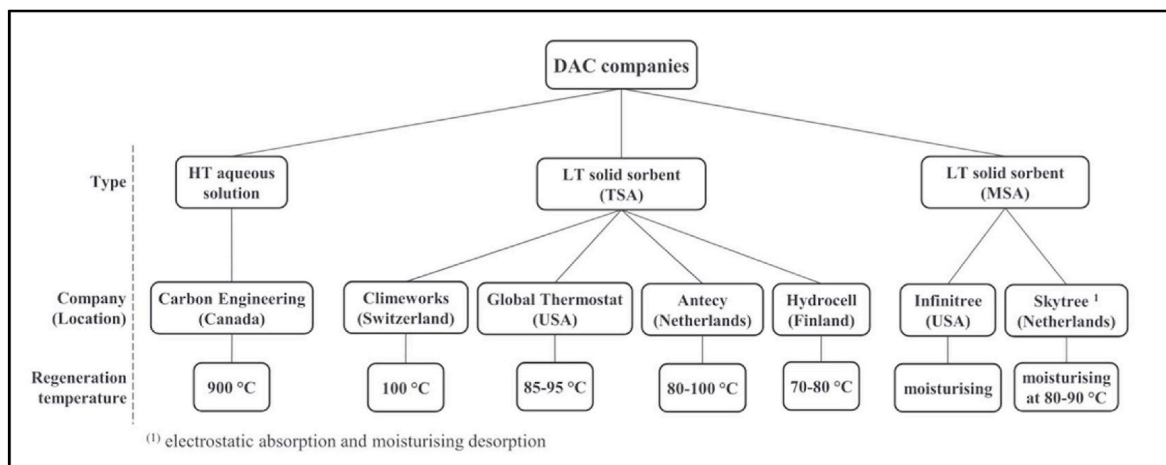 DAC companies
Type
HT aqueous
solution
LT solid sorbent
(TSA)
LT solid sorbent
(MSA)
Company
(Location)
Carbon Engineering
(Canada)
Climeworks
(Switzerland)
Global Thermostat
(USA)
Antecy
(Netherlands)
Hydrocell
(Finland)
Infinitree
(USA)
Skytree ¹
(Netherlands)
Regeneration
temperature
900 °C
100 °C
85-95 °C
80-100 °C
70-80 °C
moisturising
moisturising
at 80-90 °C
⁽¹⁾ electrostatic absorption and moisturising desorption